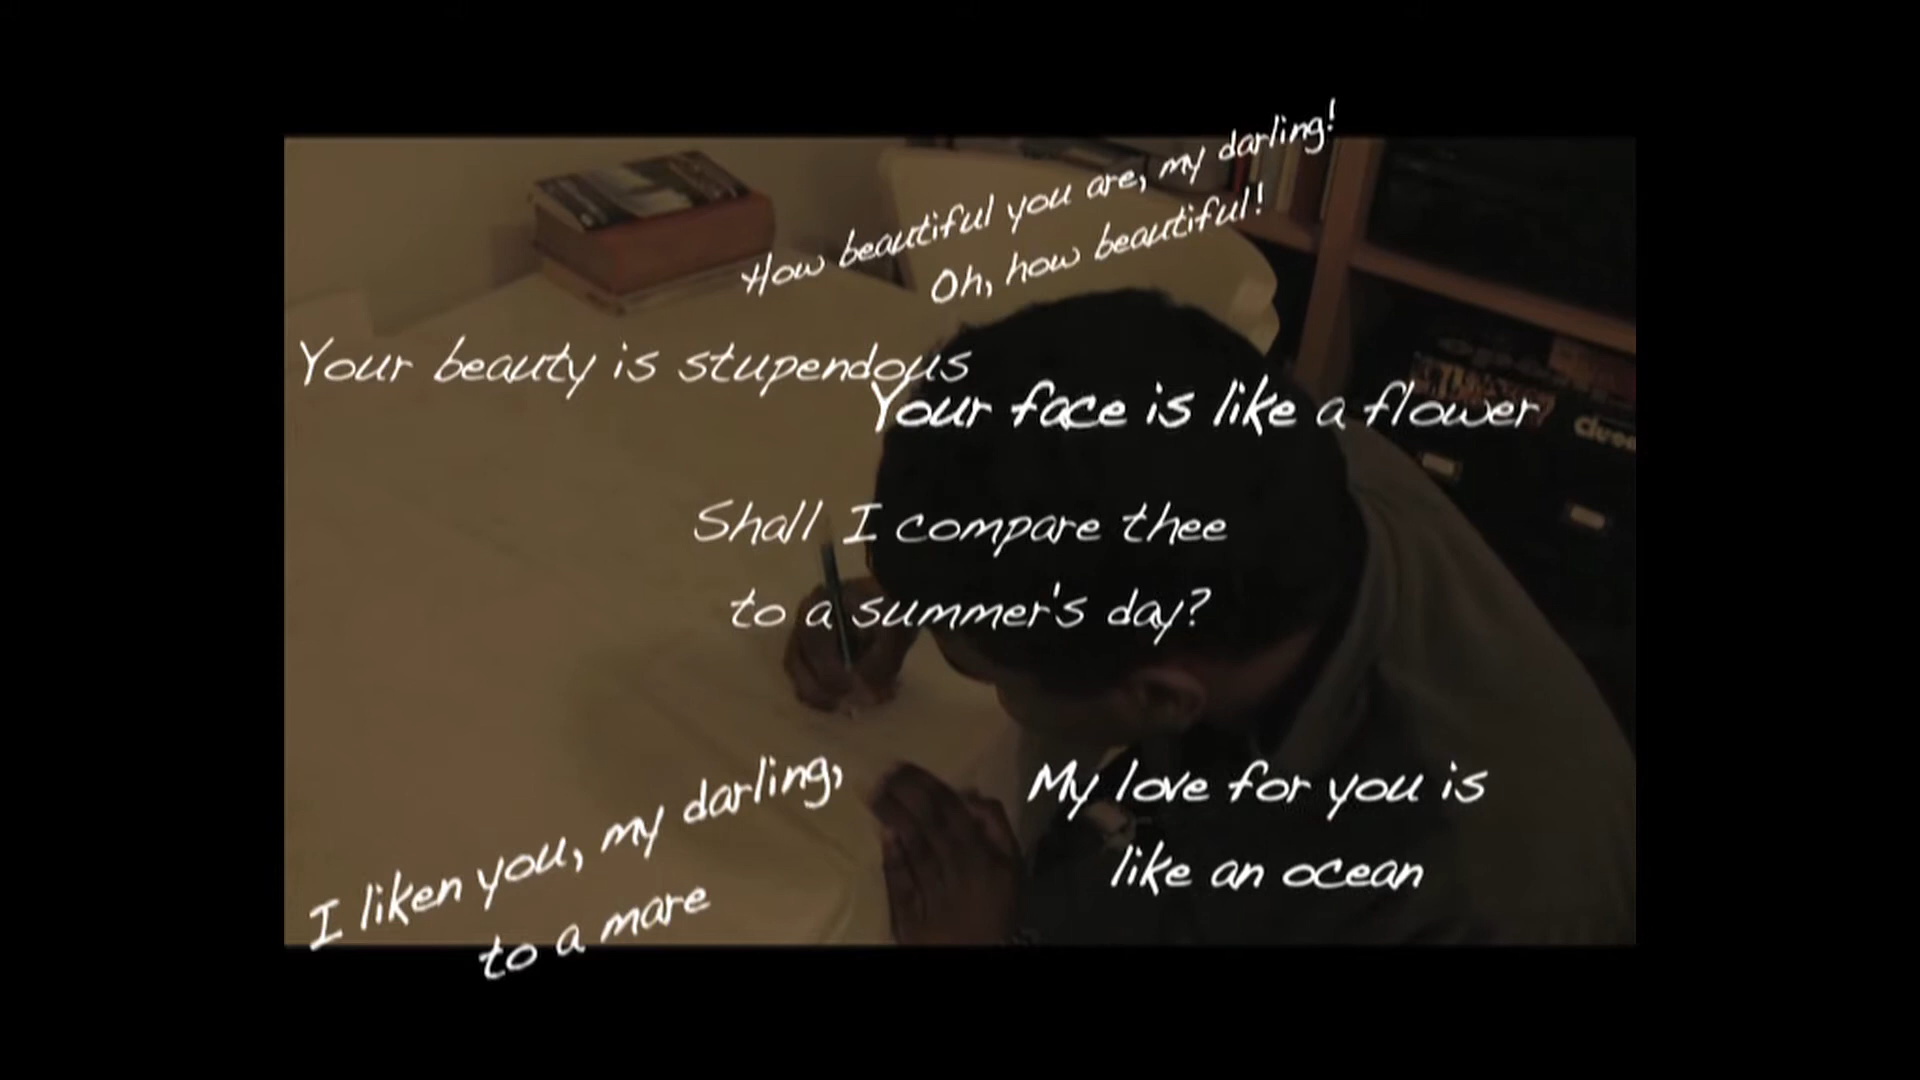 How beautiful you are, my darling!
Oh, how beautiful!
Your beauty is stupendous
Your face is like a flower
Shall I compare thee
to a summer's day?
I liken you, my darling,
to a mare
My love for you is
like an ocean